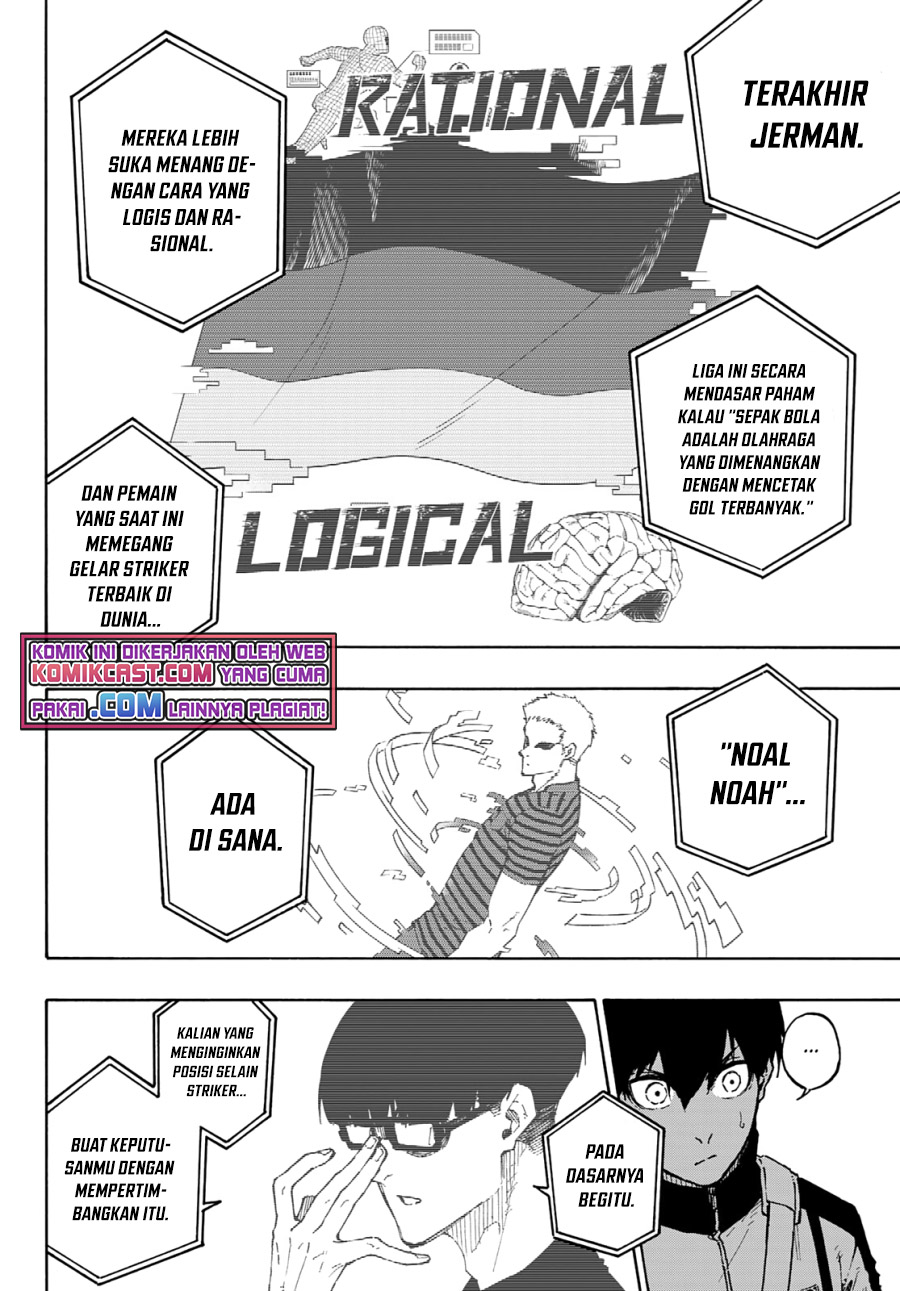 TERAKHIR
JERMAN.
RATIONAL
MEREKA LEBIH
SUKA MENANG DE-
NGAN CARA YANG
LOGIS DAN RA-
SIONAL.
LIGA INI SECARA
MENDASAR PAHAM
KALAU "SEPAK BOLA
ADALAH OLAHRAGA
YANG DIMENANGKAN
DENGAN MENCETAK
GOL TERBANYAK."
LOGICAL
DAN PEMAIN
YANG SAAT INI
MEMEGANG
GELAR STRIKER
TERBAIK DI
DUNIA...
KOMIK INI DIKERJAKAN OLEH WEB
KOMIKCAST.COM YANG CUMA
PAKAI .COM LAINNYA PLAGIAT!
"NOAL
NOAH"...
ADA
DI SANA.
...
PADA
DASARNYA
BEGITU.
KALIAN YANG
MENGINGINKAN
POSISI SELAIN
STRIKER...
BUAT KEPUTU-
SANMU DENGAN
MEMPERTIM-
BANGKAN ITU.